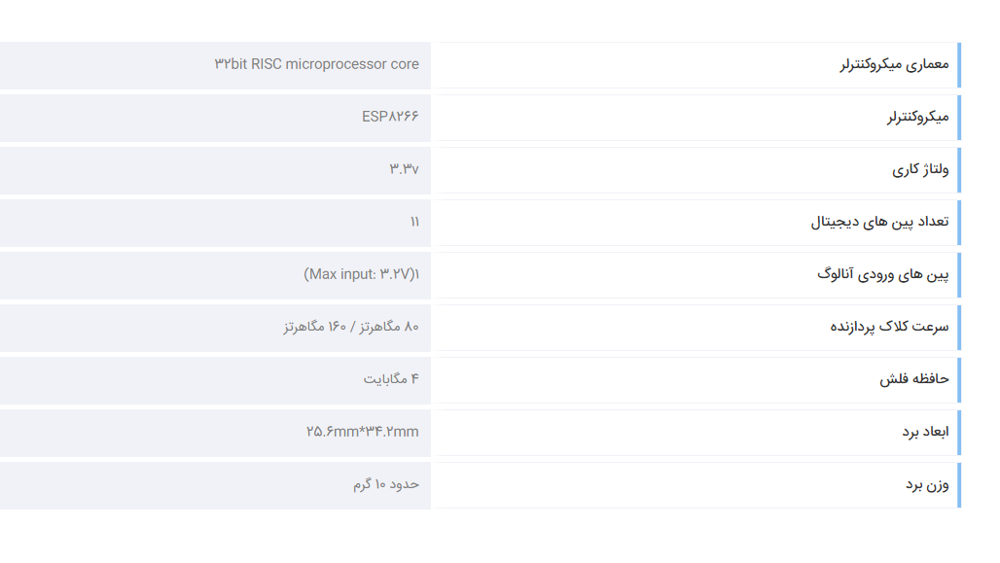 معماری میکروکنترلر
۳۲bit RISC microprocessor core
میکروکنترلر
ESP۸۲۶۶
ولتاژ کاری
۳.۳v
تعداد پین های دیجیتال
۱۱
پین های ورودی آنالوگ
۱(Max input: ۳.۲V)
سرعت کلاک پردازنده
۸۰ مگاهرتز / ۱۶۰ مگاهرتز
حافظه فلش
۴ مگابایت
ابعاد برد
۲۵.۶mm*۳۴.۲mm
وزن برد
حدود ۱۰ گرم